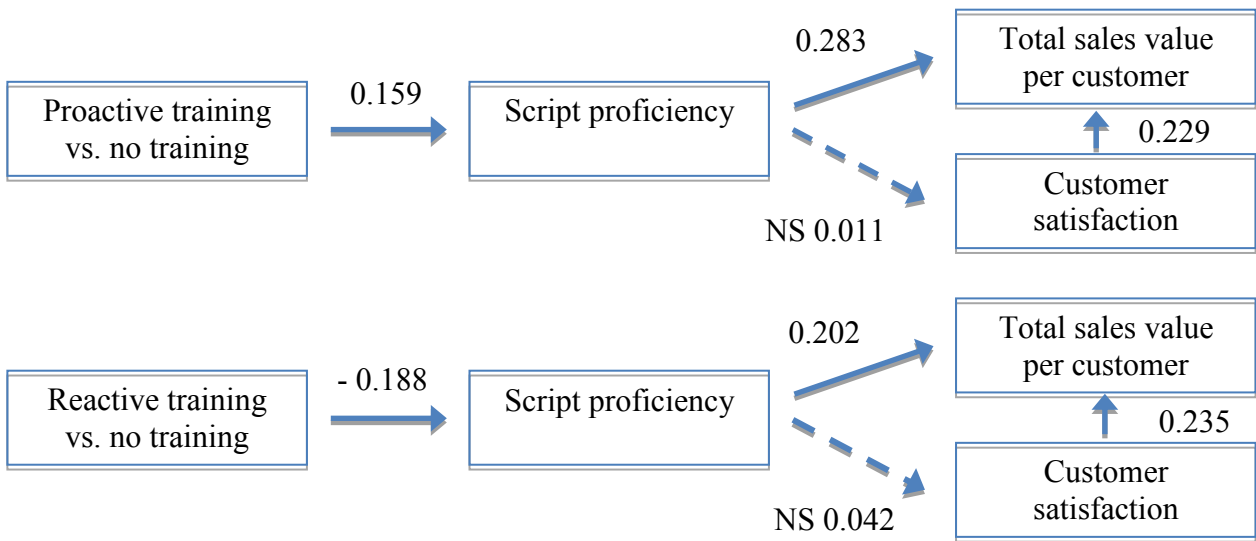 0.283
Total sales value
per customer
0.159
Proactive training
vs. no training
Script proficiency
0.229
Customer
satisfaction
NS 0.011
0.202
Total sales value
per customer
- 0.188
Reactive training
vs. no training
Script proficiency
0.235
Customer
satisfaction
NS 0.042